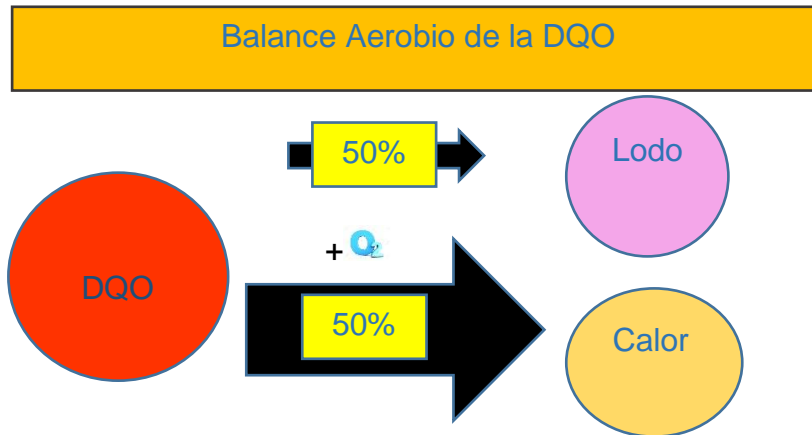 Balance Aerobio de la DQO
50%
Lodo
+ O2
DQO
50%
Calor